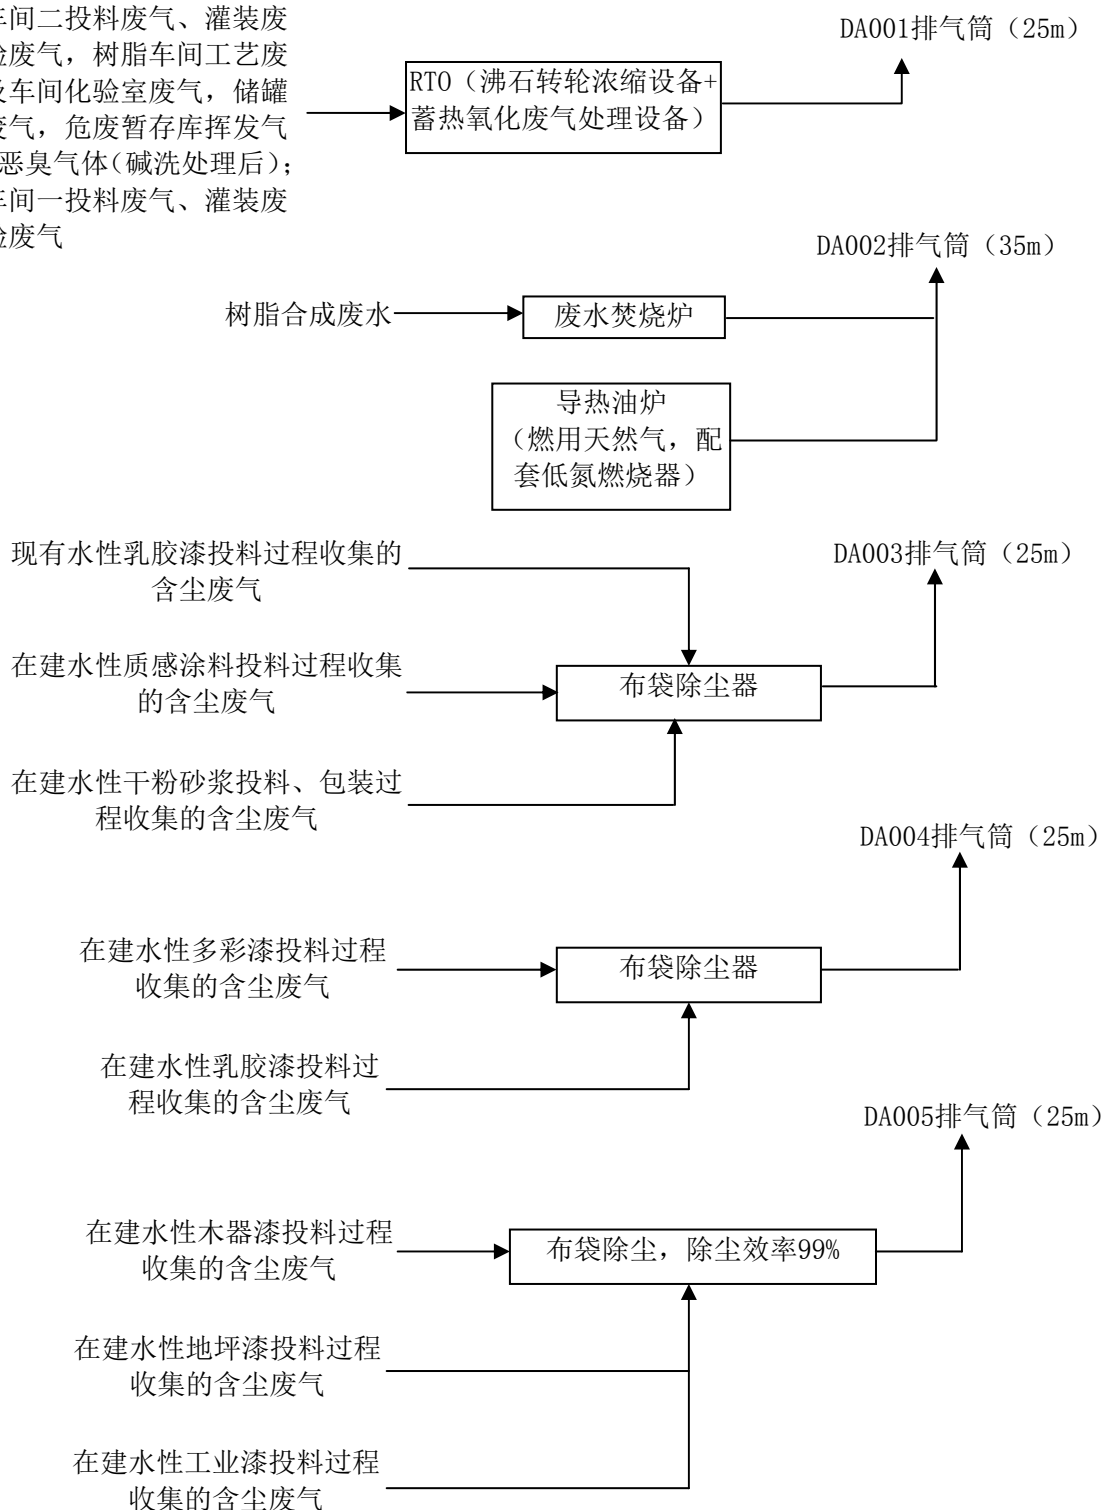 车间二投料废气、灌装废
验废气，树脂车间工艺废
及车间化验室废气，储罐
废气，危废暂存库挥发气
恶臭气体(碱洗处理后)；
车间一投料废气、灌装废
验废气
RTO（沸石转轮浓缩设备+
蓄热氧化废气处理设备）
DA001排气筒（25m）
DA002排气筒（35m）
树脂合成废水
废水焚烧炉
导热油炉
（燃用天然气，配
套低氮燃烧器）
现有水性乳胶漆投料过程收集的
含尘废气
DA003排气筒（25m）
在建水性质感涂料投料过程收集
的含尘废气
布袋除尘器
在建水性干粉砂浆投料、包装过
程收集的含尘废气
DA004排气筒（25m）
在建水性多彩漆投料过程
收集的含尘废气
布袋除尘器
在建水性乳胶漆投料过
程收集的含尘废气
DA005排气筒（25m）
在建水性木器漆投料过程
收集的含尘废气
布袋除尘，除尘效率99%
在建水性地坪漆投料过程
收集的含尘废气
在建水性工业漆投料过程
收集的含尘废气